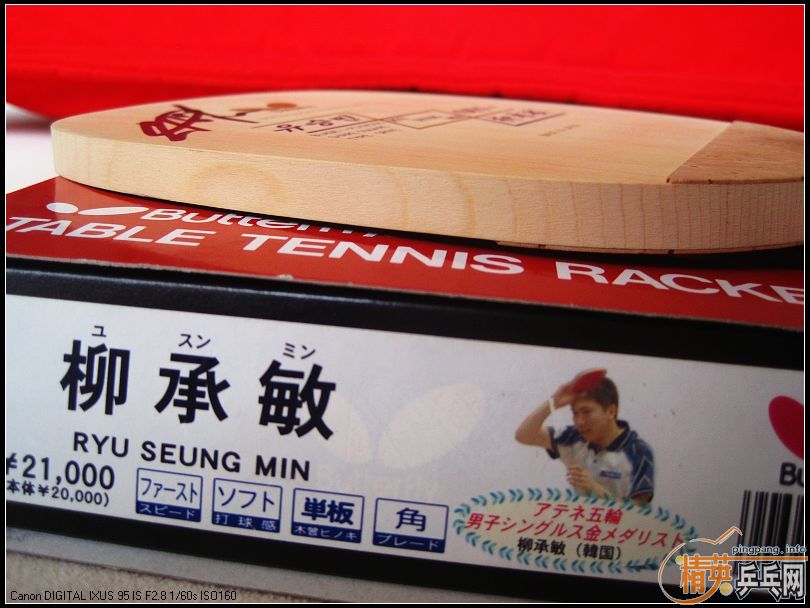 Butterfly
TABLE TENNIS RACKE
ユ スン ミン
柳 承 敏
RYU SEUNG MIN
¥21,000
本体¥20,000)
ファースト
スピード
ソフト
打球感
単板
木曽ヒノキ
角
ブレード
アテネ五輪
男子シングルス金メダリスト
柳承敏（韓国）
Bu
pingpang.info
精英乒乓网
Canon DIGITAL IXUS 95 IS F2.8 1/60s ISO160